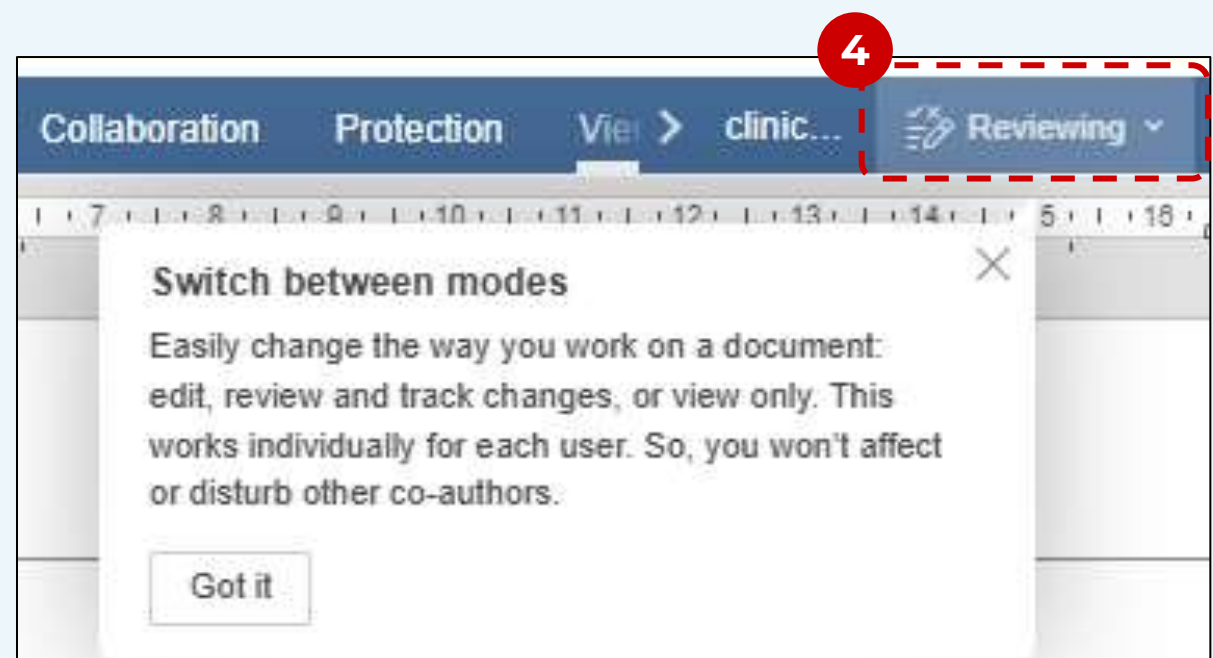 4
Collaboration Protection Vie clinic... Reviewing
7 8 9 10 11 12 13 14 5 16
Switch between modes
Easily change the way you work on a document:
edit, review and track changes, or view only. This
works individually for each user. So, you won't affect
or disturb other co-authors.
Got it